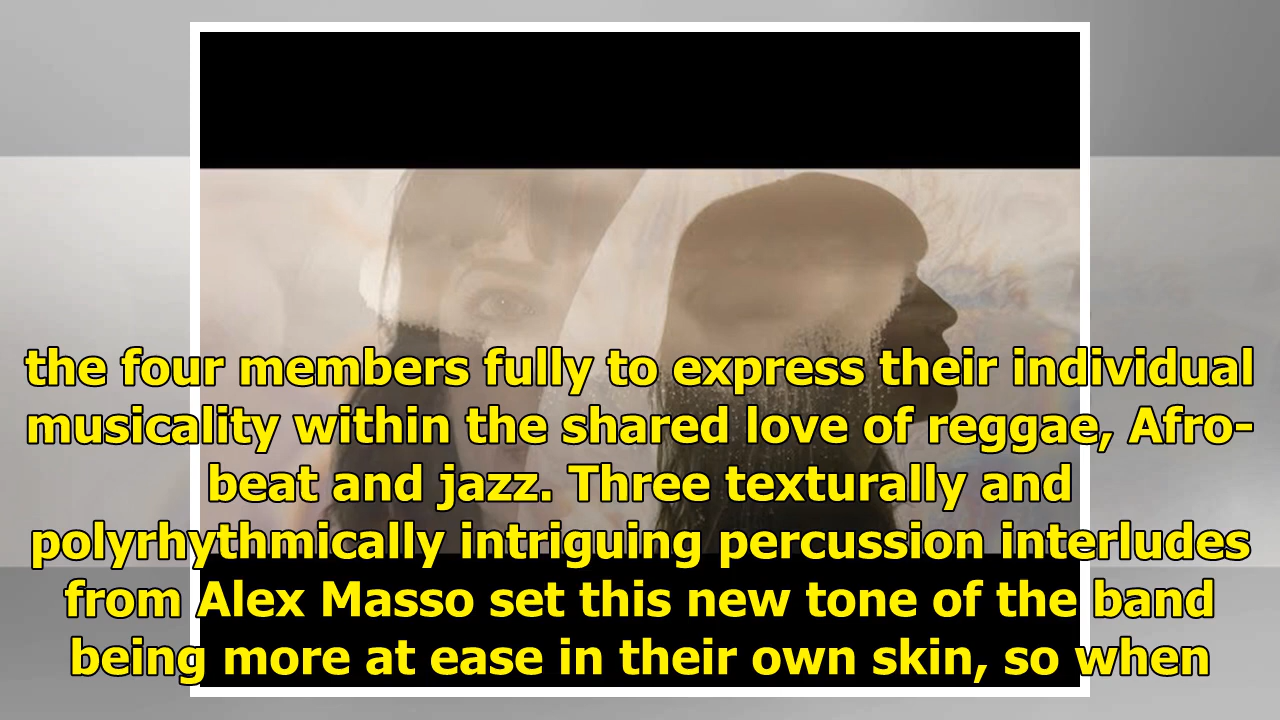 the four members fully to express their individual
musicality within the shared love of reggae, Afro-
beat and jazz. Three texturally and
polyrhythmically intriguing percussion interludes
from Alex Masso set this new tone of the band
being more at ease in their own skin, so when